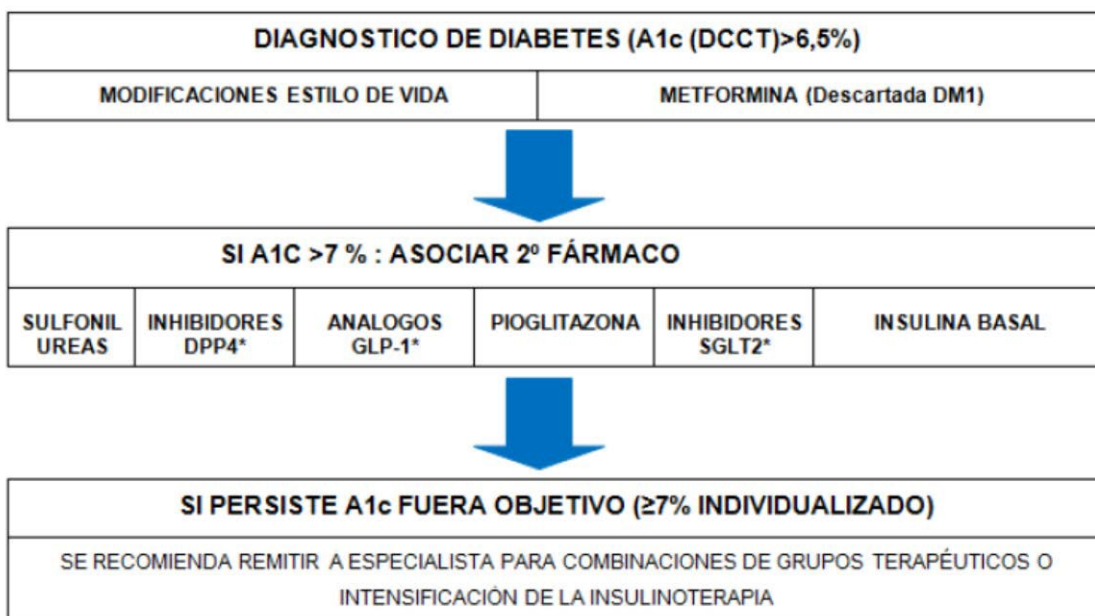 DIAGNOSTICO DE DIABETES (A1c (DCCT)>6,5%)
MODIFICACIONES ESTILO DE VIDA
METFORMINA (Descartada DM1)
SI A1C >7 % : ASOCIAR 2º FÁRMACO
SULFONIL
UREAS
INHIBIDORES
DPP4*
ANALOGOS
GLP-1*
PIOGLITAZONA
INHIBIDORES
SGLT2*
INSULINA BASAL
SI PERSISTE A1c FUERA OBJETIVO (≥7% INDIVIDUALIZADO)
SE RECOMIENDA REMITIR A ESPECIALISTA PARA COMBINACIONES DE GRUPOS TERAPÉUTICOS O
INTENSIFICACIÓN DE LA INSULINOTERAPIA